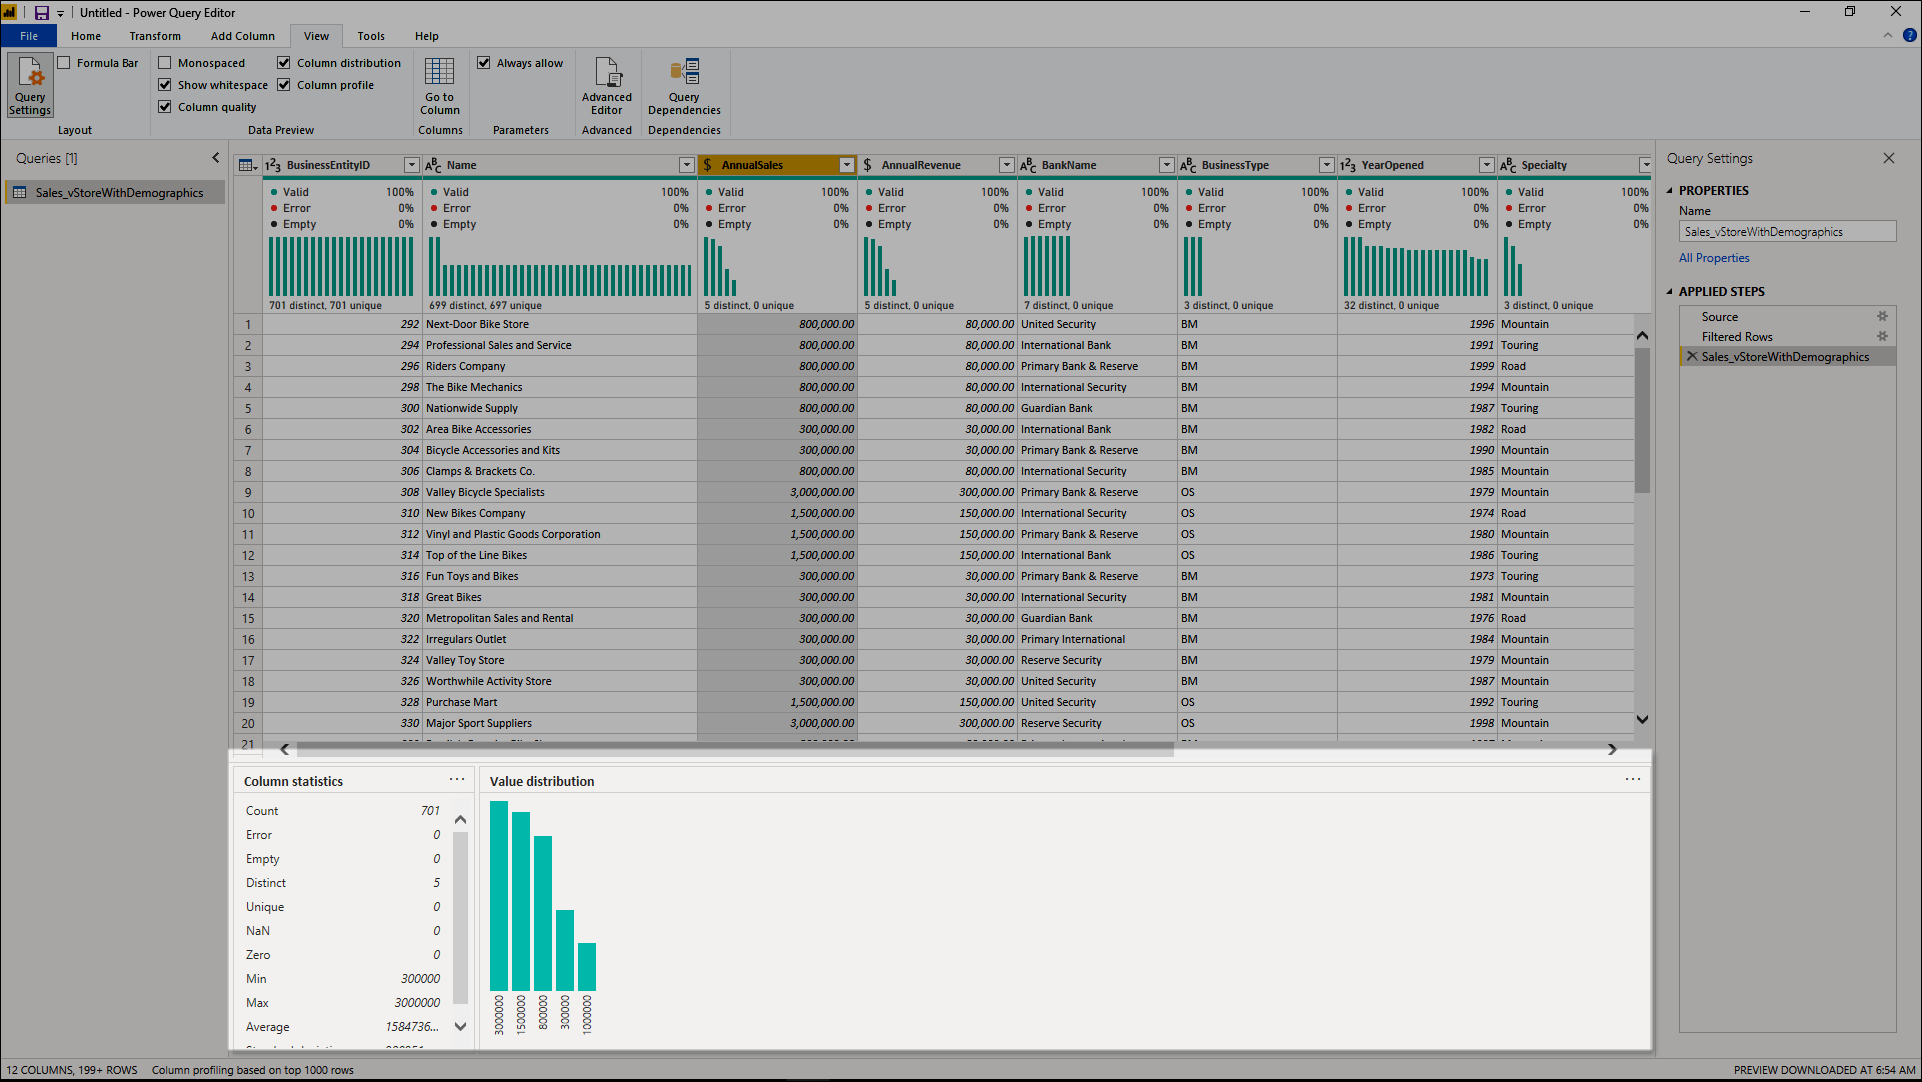 Untitled - Power Query Editor
File Home Transform Add Column View Tools Help
Query Settings
Formula Bar
Layout
Monospaced
Show whitespace
Column quality
Column distribution
Column profile
Data Preview
Go to Column
Columns
Always allow
Parameters
Advanced Editor
Advanced
Query Dependencies
Dependencies
Queries [1]
Sales_vStoreWithDemographics
BusinessEntityID Name AnnualSales AnnualRevenue BankName BusinessType YearOpened Specialty
Valid 100% Valid 100% Valid 100% Valid 100% Valid 100% Valid 100% Valid 100% Valid 100%
Error 0% Error 0% Error 0% Error 0% Error 0% Error 0% Error 0% Error 0%
Empty 0% Empty 0% Empty 0% Empty 0% Empty 0% Empty 0% Empty 0% Empty 0%
701 distinct, 701 unique 699 distinct, 697 unique 5 distinct, 0 unique 5 distinct, 0 unique 7 distinct, 0 unique 3 distinct, 0 unique 32 distinct, 0 unique 3 distinct, 0 unique
1 292 Next-Door Bike Store 800,000.00 80,000.00 United Security BM 1996 Mountain
2 294 Professional Sales and Service 800,000.00 80,000.00 International Bank BM 1991 Touring
3 296 Riders Company 800,000.00 80,000.00 Primary Bank & Reserve BM 1999 Road
4 298 The Bike Mechanics 800,000.00 80,000.00 International Security BM 1994 Mountain
5 300 Nationwide Supply 800,000.00 80,000.00 Guardian Bank BM 1987 Touring
6 302 Area Bike Accessories 300,000.00 30,000.00 International Bank BM 1982 Road
7 304 Bicycle Accessories and Kits 300,000.00 30,000.00 Primary Bank & Reserve BM 1990 Mountain
8 306 Clamps & Brackets Co. 800,000.00 80,000.00 International Security BM 1985 Mountain
9 308 Valley Bicycle Specialists 3,000,000.00 300,000.00 Primary Bank & Reserve OS 1979 Mountain
10 310 New Bikes Company 1,500,000.00 150,000.00 International Security OS 1974 Road
11 312 Vinyl and Plastic Goods Corporation 1,500,000.00 150,000.00 Primary Bank & Reserve OS 1980 Mountain
12 314 Top of the Line Bikes 1,500,000.00 150,000.00 International Bank OS 1986 Touring
13 316 Fun Toys and Bikes 300,000.00 30,000.00 Primary Bank & Reserve BM 1973 Touring
14 318 Great Bikes 300,000.00 30,000.00 International Security BM 1981 Mountain
15 320 Metropolitan Sales and Rental 300,000.00 30,000.00 Guardian Bank BM 1976 Road
16 322 Irregulars Outlet 300,000.00 30,000.00 Primary International BM 1984 Mountain
17 324 Valley Toy Store 300,000.00 30,000.00 Reserve Security BM 1979 Mountain
18 326 Worthwhile Activity Store 300,000.00 30,000.00 United Security BM 1987 Mountain
19 328 Purchase Mart 1,500,000.00 150,000.00 United Security OS 1992 Touring
20 330 Major Sport Suppliers 3,000,000.00 300,000.00 Reserve Security OS 1998 Mountain
21
Column statistics
Count 701
Error 0
Empty 0
Distinct 5
Unique 0
NaN 0
Zero 0
Min 300000
Max 3000000
Average 1584736...
Value distribution
3000000 1500000 800000 300000 1000000
Query Settings
PROPERTIES
Name
Sales_vStoreWithDemographics
All Properties
APPLIED STEPS
Source
Filtered Rows
Sales_vStoreWithDemographics
12 COLUMNS, 199+ ROWS Column profiling based on top 1000 rows PREVIEW DOWNLOADED AT 6:54 AM